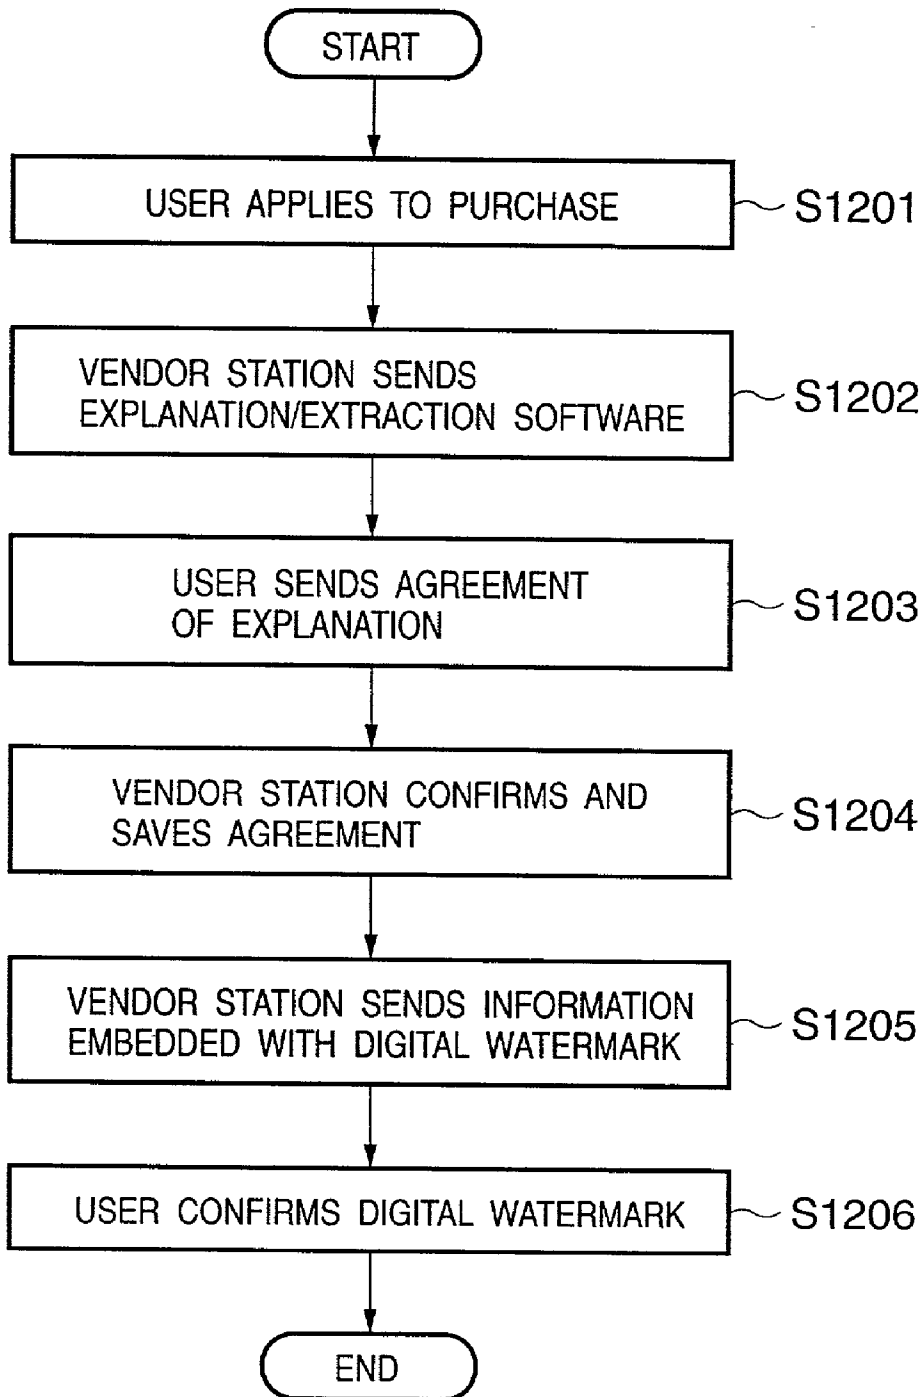 START
USER APPLIES TO PURCHASE
S1201
VENDOR STATION SENDS
EXPLANATION/EXTRACTION SOFTWARE
S1202
USER SENDS AGREEMENT
OF EXPLANATION
S1203
VENDOR STATION CONFIRMS AND
SAVES AGREEMENT
S1204
VENDOR STATION SENDS INFORMATION
EMBEDDED WITH DIGITAL WATERMARK
S1205
USER CONFIRMS DIGITAL WATERMARK
S1206
END